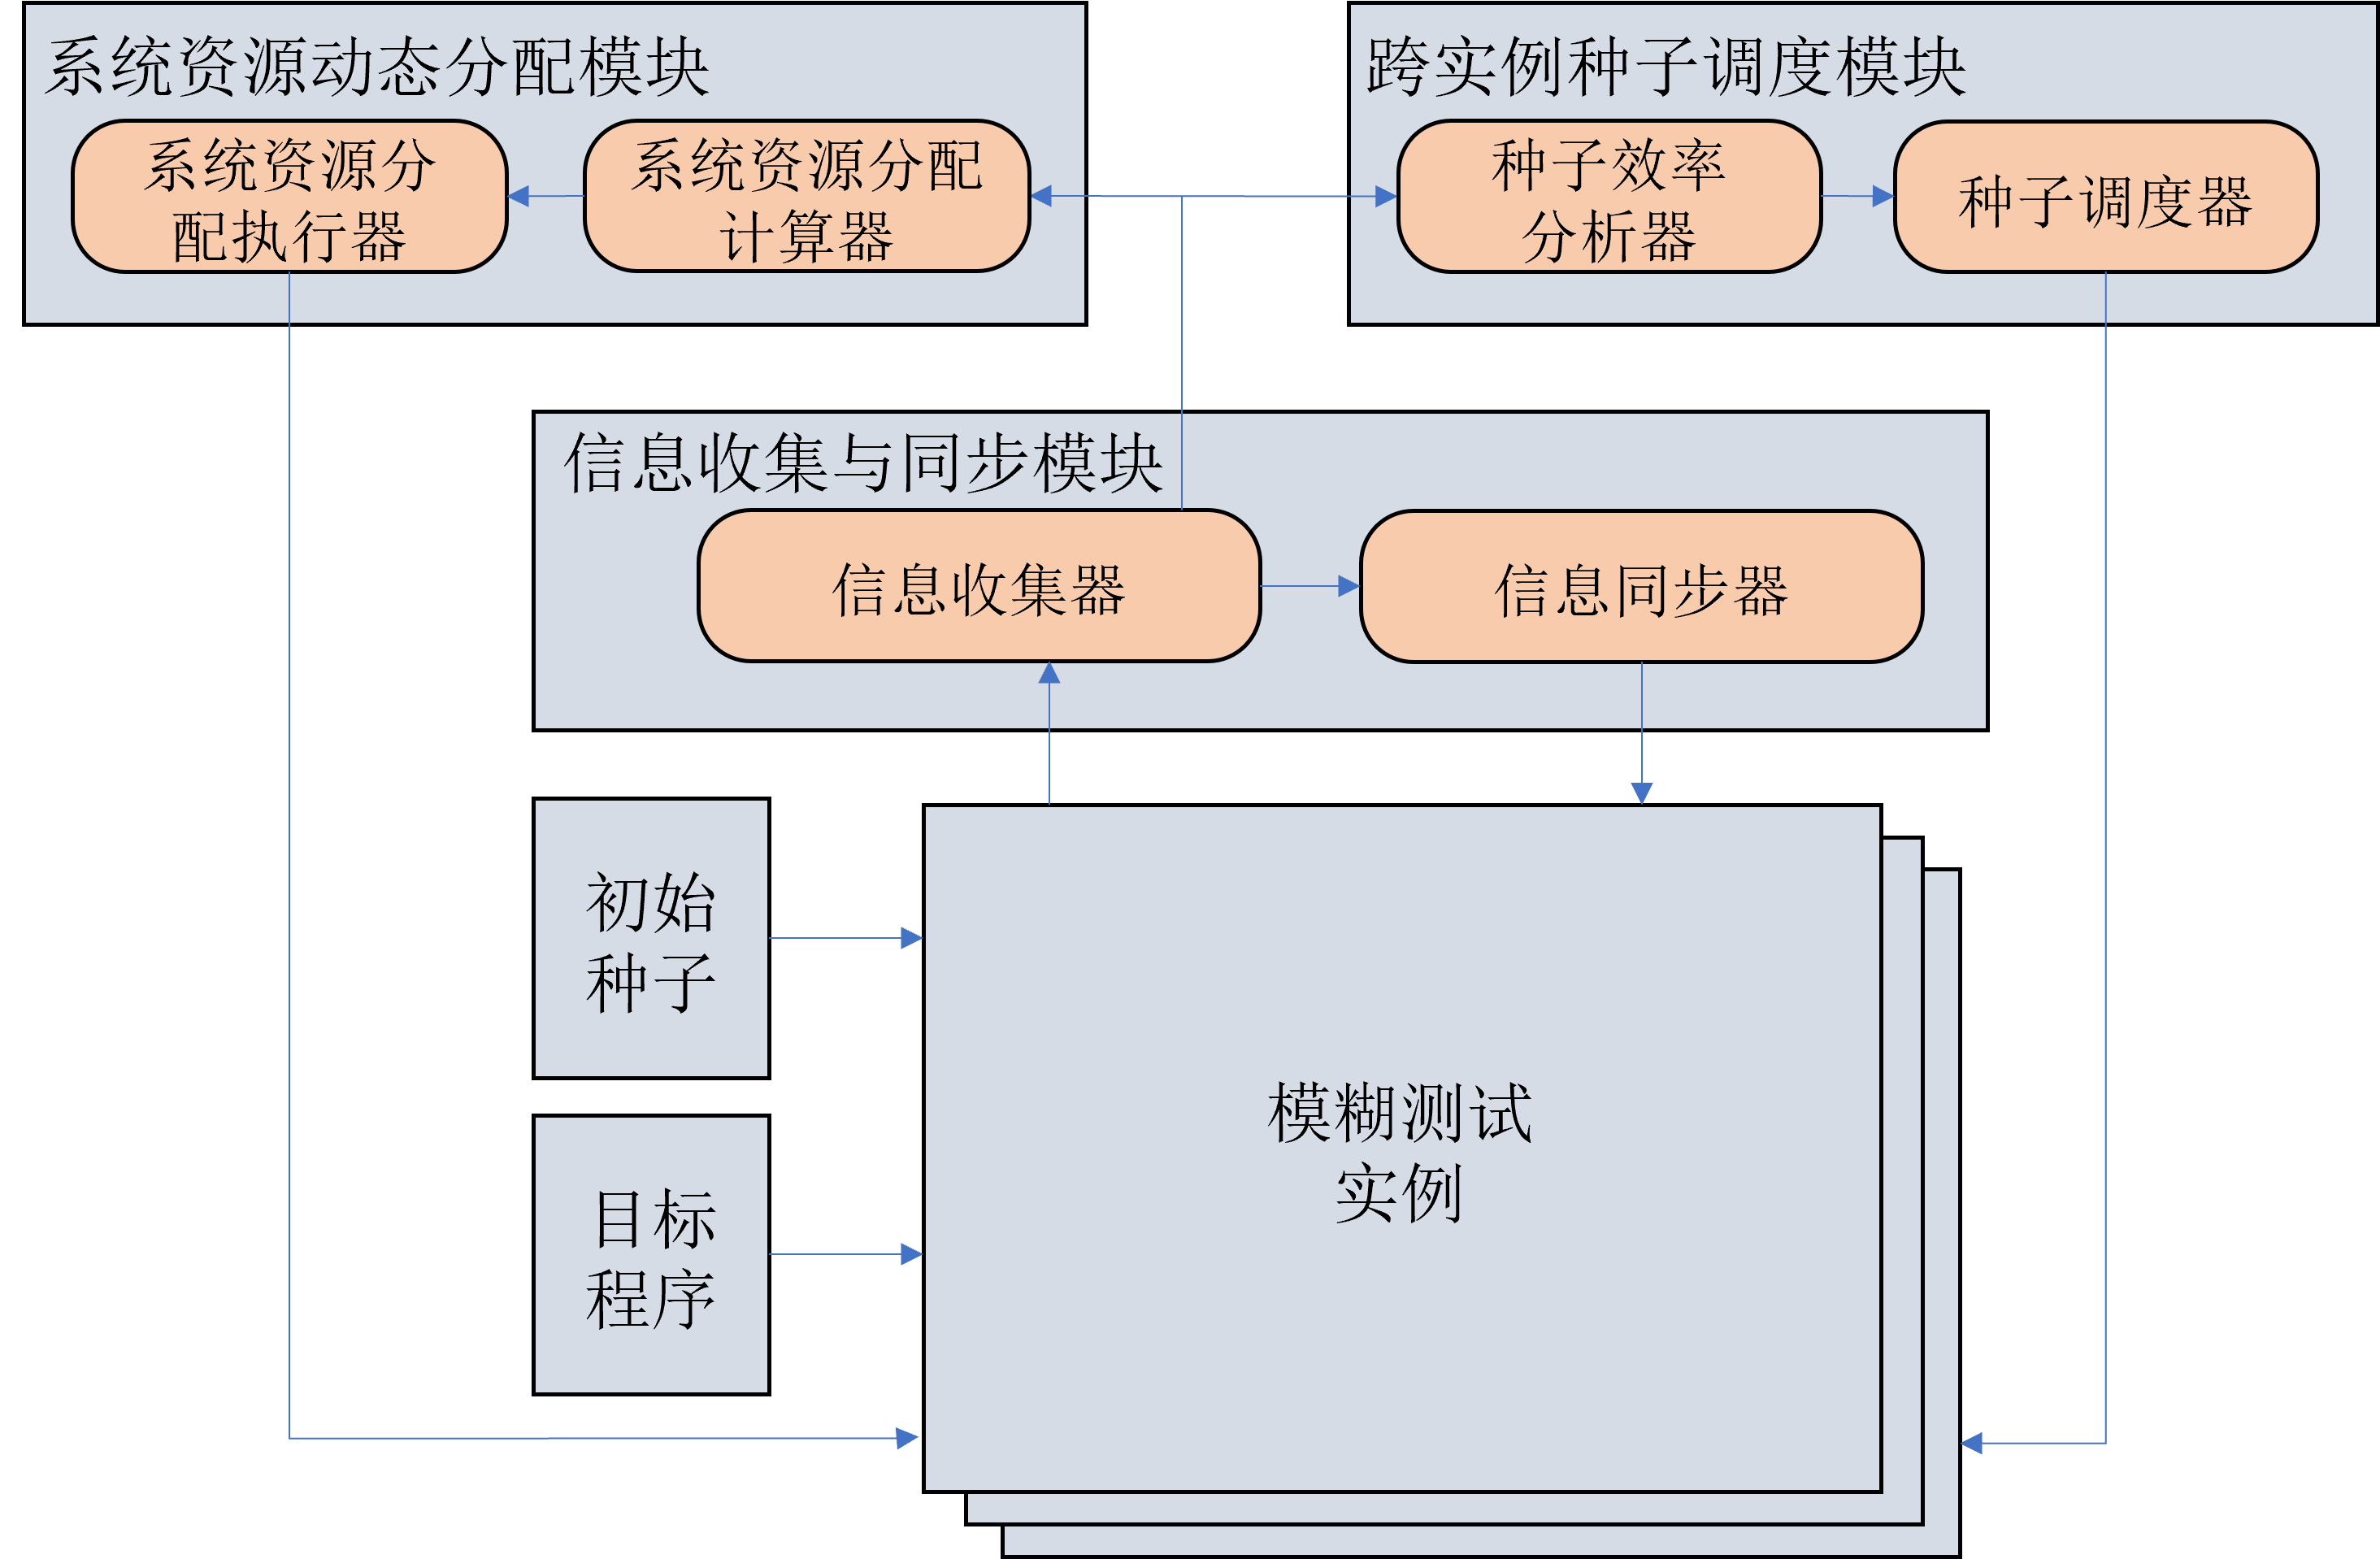 系统资源动态分配模块
系统资源分
配执行器
系统资源分配
计算器
跨实例种子调度模块
种子效率
分析器
种子调度器
信息收集与同步模块
信息收集器
信息同步器
初始
种子
目标
程序
模糊测试
实例